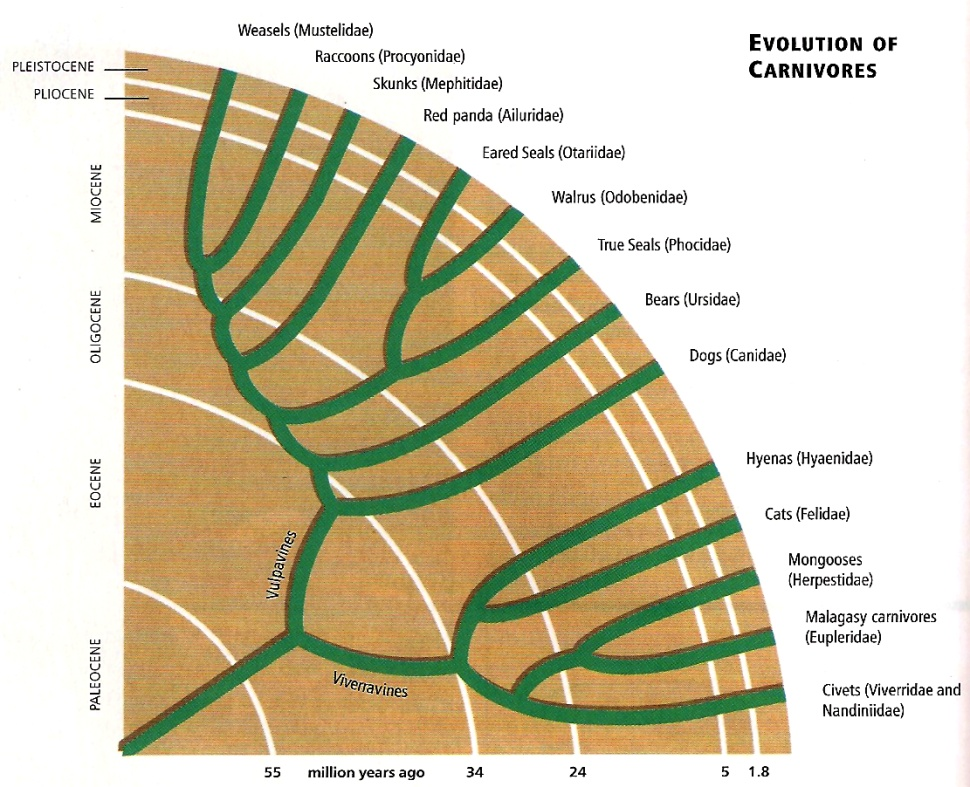 EVOLUTION OF
CARNIVORES
Weasels (Mustelidae)
Raccoons (Procyonidae)
Skunks (Mephitidae)
Red panda (Ailuridae)
Eared Seals (Otariidae)
Walrus (Odobenidae)
True Seals (Phocidae)
Bears (Ursidae)
Dogs (Canidae)
Hyenas (Hyaenidae)
Cats (Felidae)
Mongooses
(Herpestidae)
Malagasy carnivores
(Eupleridae)
Civets (Viverridae and
Nandiniidae)
PLEISTOCENE
PLIOCENE
MIOCENE
OLIGOCENE
EOCENE
PALEOCENE
Vulpavines
Viverravines
55 million years ago 34 24 5 1.8